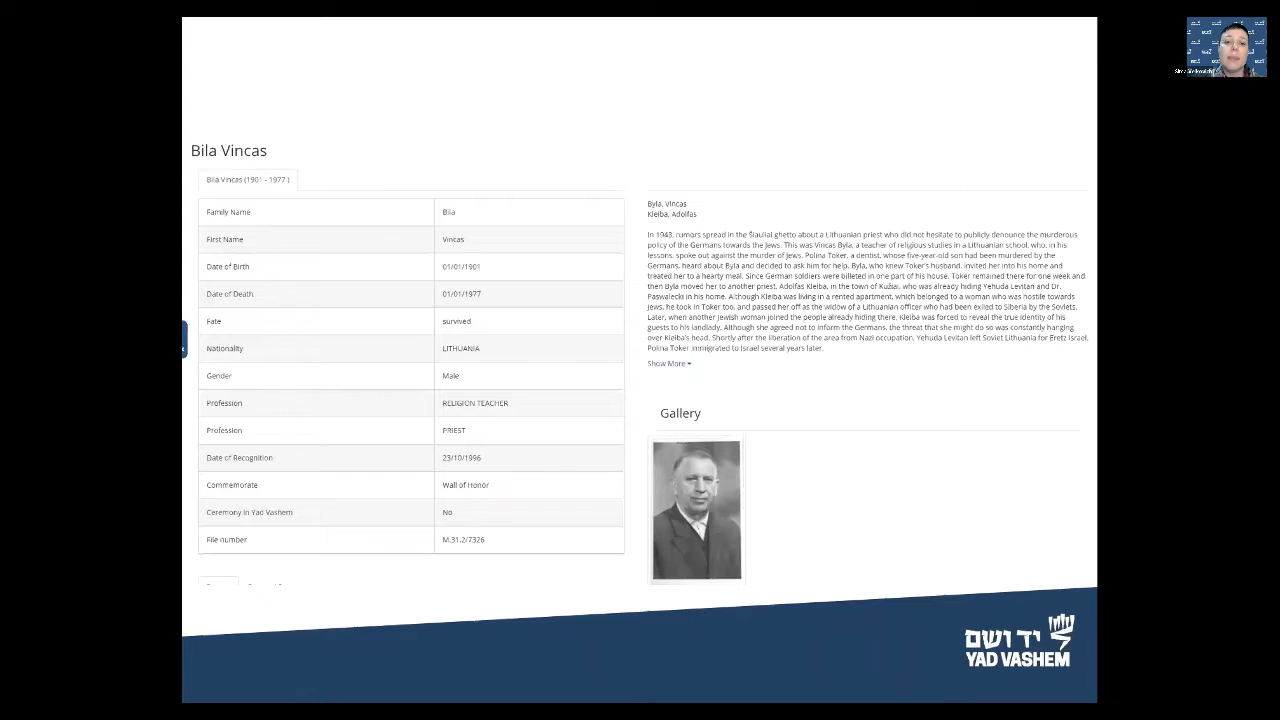 Bila Vincas
Bila Vincas (1901 - 1977 )
Family Name Bila
First Name Vincas
Date of Birth 01/01/1901
Date of Death 01/01/1977
Fate survived
Nationality LITHUANIA
Gender Male
Profession RELIGION TEACHER
Profession PRIEST
Date of Recognition 23/10/1996
Commemorate Wall of Honor
Ceremony in Yad Vashem No
File number M.31.2/7326
Byla, Vincas
Kleiba, Adolfas
In 1943, rumors spread in the Šiauliai ghetto about a Lithuanian priest who did not hesitate to publicly denounce the murderous
policy of the Germans towards the Jews. This was Vincas Byla, a teacher of religious studies in a Lithuanian school, who, in his
lessons, spoke out against the murder of Jews. Polina Toker, a dentist, whose five-year-old son had been murdered by the
Germans, heard about Byla and decided to ask him for help. Byla, who knew Toker's husband, invited her into his home and
treated her to a hearty meal. Since German soldiers were billeted in one part of his house, Toker remained there for one week and
then Byla moved her to another priest, Adolfas Kleiba, in the town of Kužiai, who was already hiding Yehuda Levitan and Dr.
Paswalecki in his home. Although Kleiba was living in a rented apartment, which belonged to a woman who was hostile towards
Jews, he took in Toker too, and passed her off as the widow of a Lithuanian officer who had been exiled to Siberia by the Soviets.
Later, when another Jewish woman joined the people already hiding there, Kleiba was forced to reveal the true identity of his
guests to his landlady. Although she agreed not to inform the Germans, the threat that she might do so was constantly hanging
over Kleiba's head. Shortly after the liberation of the area from Nazi occupation, Yehuda Levitan left Soviet Lithuania for Eretz Israel.
Polina Toker immigrated to Israel several years later.
Show More
Gallery
יד ושם
YAD VASHEM